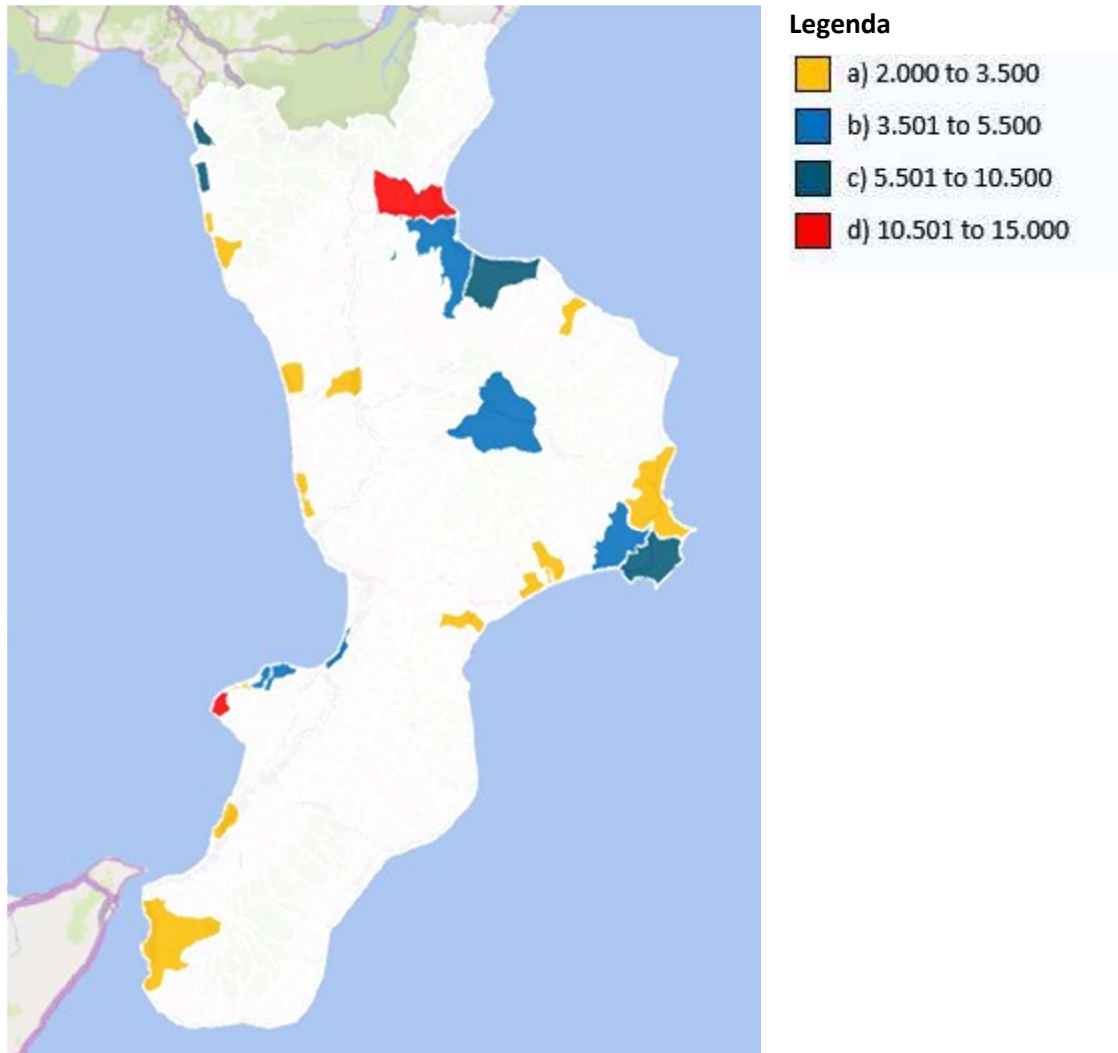 Legenda
a) 2.000 to 3.500
b) 3.501 to 5.500
c) 5.501 to 10.500
d) 10.501 to 15.000